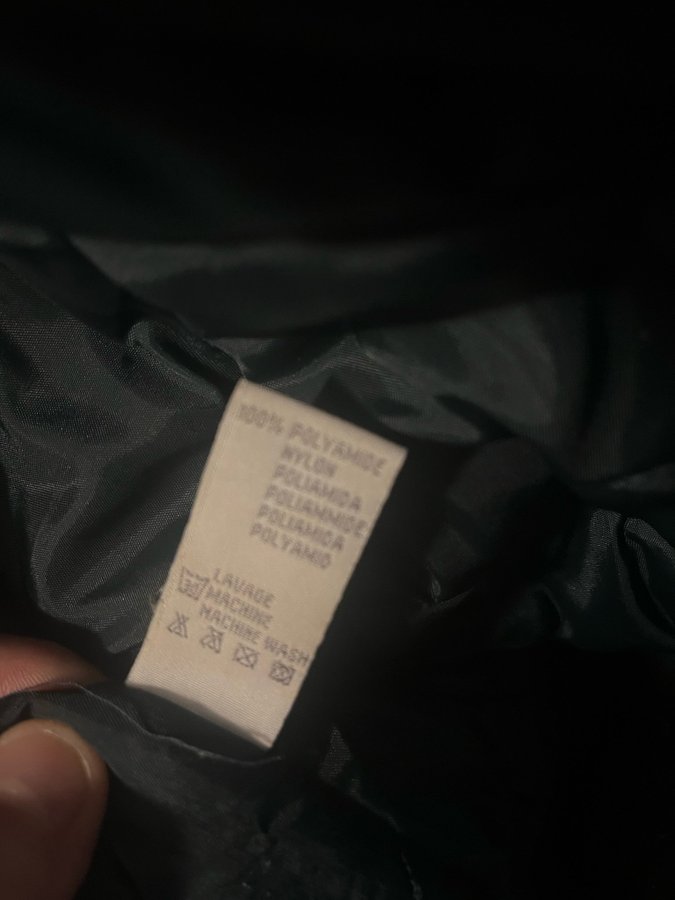 100% POLYAMIDE
NYLON
POLIAMIDA
POLIAMMIDE
POLIAMIDA
POLYAMID
LAVAGE
MACHINE
MACHINE WASH